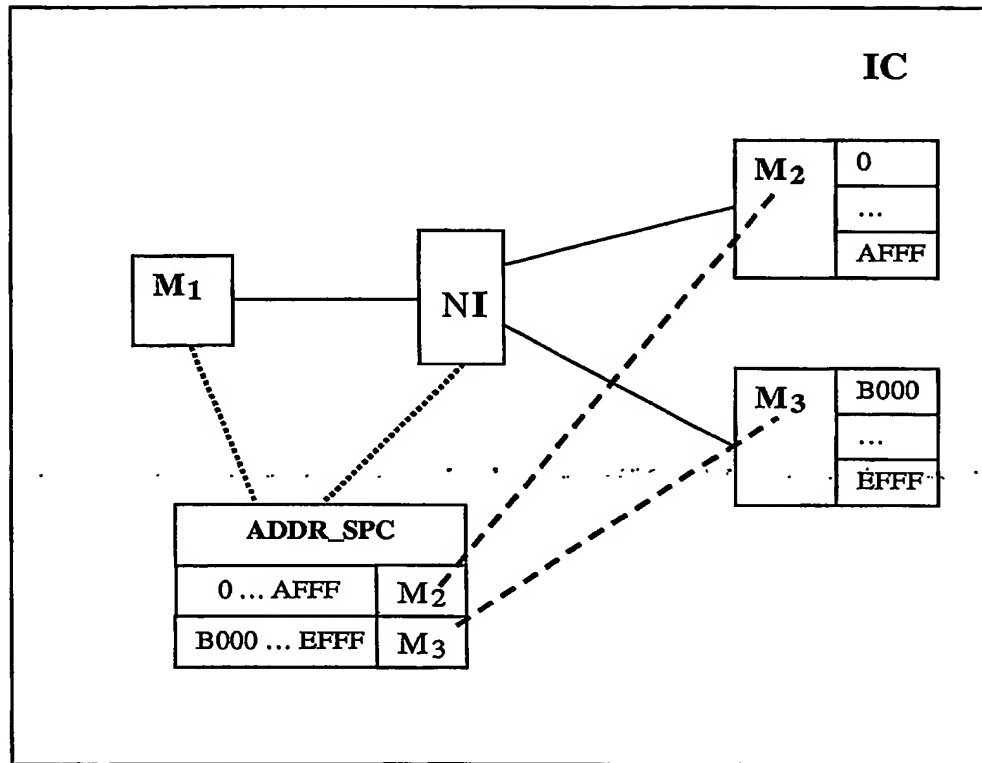 IC
M2
0
...
AFFF
M1
NI
M3
B000
...
EFFF
ADDR_SPC
0 ... AFFF M2
B000 ... EFFF M3